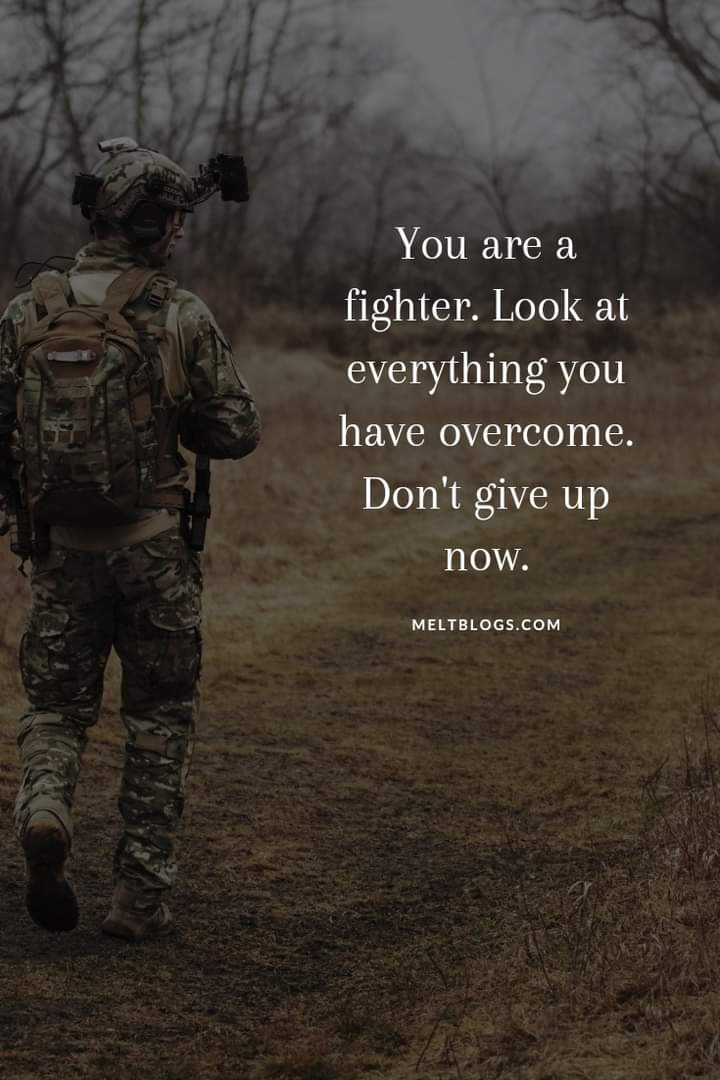 You are a
fighter. Look at
everything you
have overcome.
Don't give up
now.
MELTBLOGS.COM